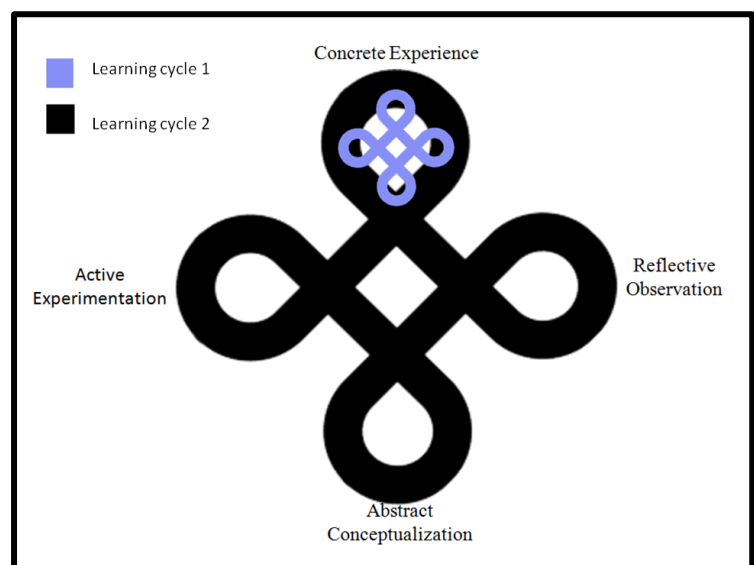 Concrete Experience
Learning cycle 1
Learning cycle 2
Active
Experimentation
Reflective
Observation
Abstract
Conceptualization